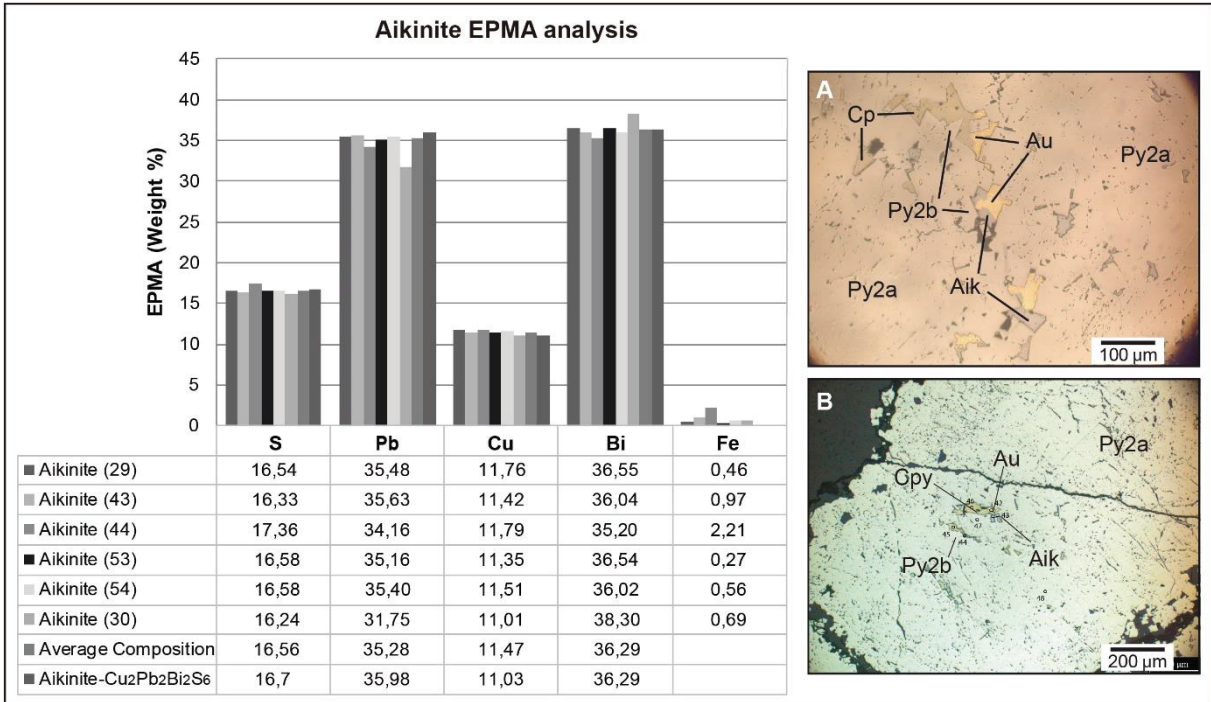 Aikinite EPMA analysis
EPMA (Weight %)
45
40
35
30
25
20
15
10
5
0
S Pb Cu Bi Fe
Aikinite (29) 16,54 35,48 11,76 36,55 0,46
Aikinite (43) 16,33 35,63 11,42 36,04 0,97
Aikinite (44) 17,36 34,16 11,79 35,20 2,21
Aikinite (53) 16,58 35,16 11,35 36,54 0,27
Aikinite (54) 16,58 35,40 11,51 36,02 0,56
Aikinite (30) 16,24 31,75 11,01 38,30 0,69
Average Composition 16,56 35,28 11,47 36,29
Aikinite-Cu2Pb2Bi2S6 16,7 35,98 11,03 36,29
A
Cp
Au
Py2a
Py2b
Py2a
Aik
100 µm
B
Py2a
Au
Cpy
Py2b
Aik
45
44
48
200 µm
µm